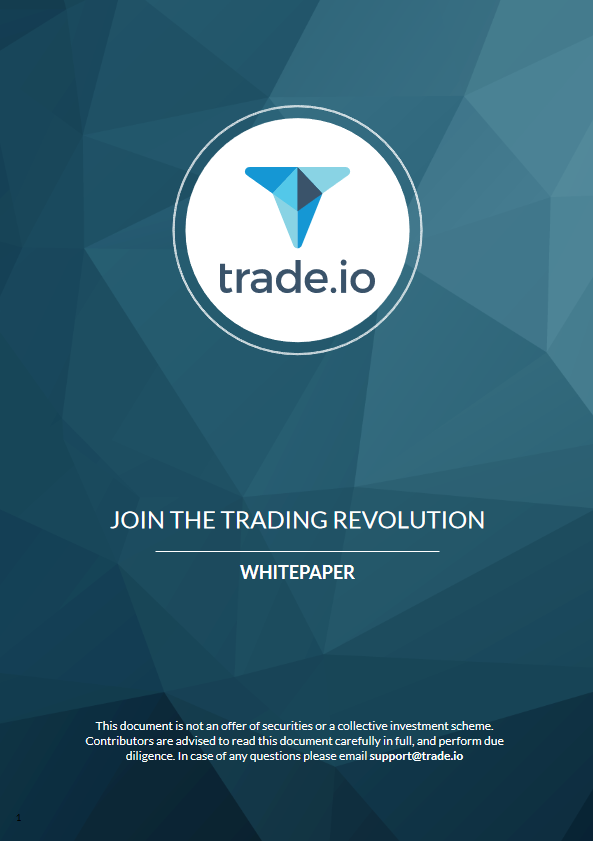 trade.io
JOIN THE TRADING REVOLUTION
WHITEPAPER
This document is not an offer of securities or a collective investment scheme.
Contributors are advised to read this document carefully in full, and perform due
diligence. In case of any questions please email support@trade.io
1